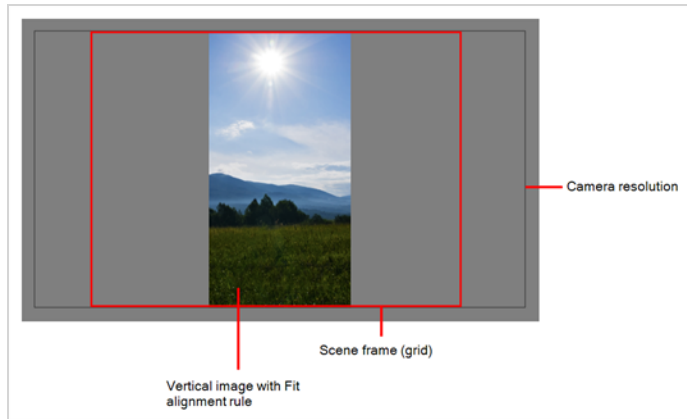 Camera resolution
Scene frame (grid)
Vertical image with Fit
alignment rule